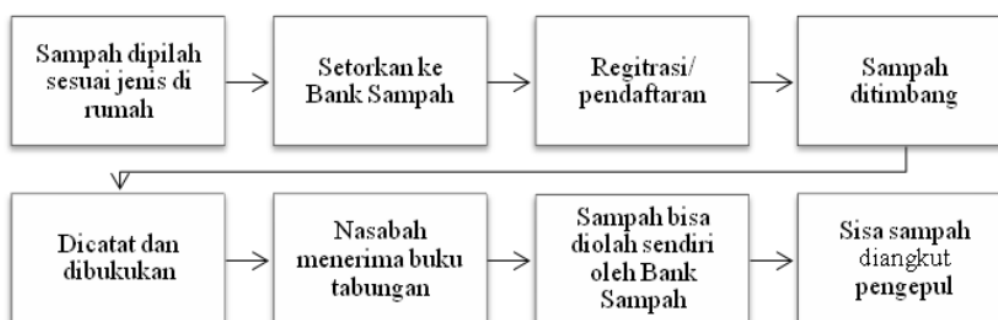 Sampah dipilah
sesuai jenis di
rumah
Setorkan ke
Bank Sampah
Regitrasi/
pendaftaran
Sampah
ditimbang
Dicatat dan
dibukukan
Nasabah
menerima buku
tabungan
Sampah bisa
diolah sendiri
oleh Bank
Sampah
Sisa sampah
diangkut
pengepul